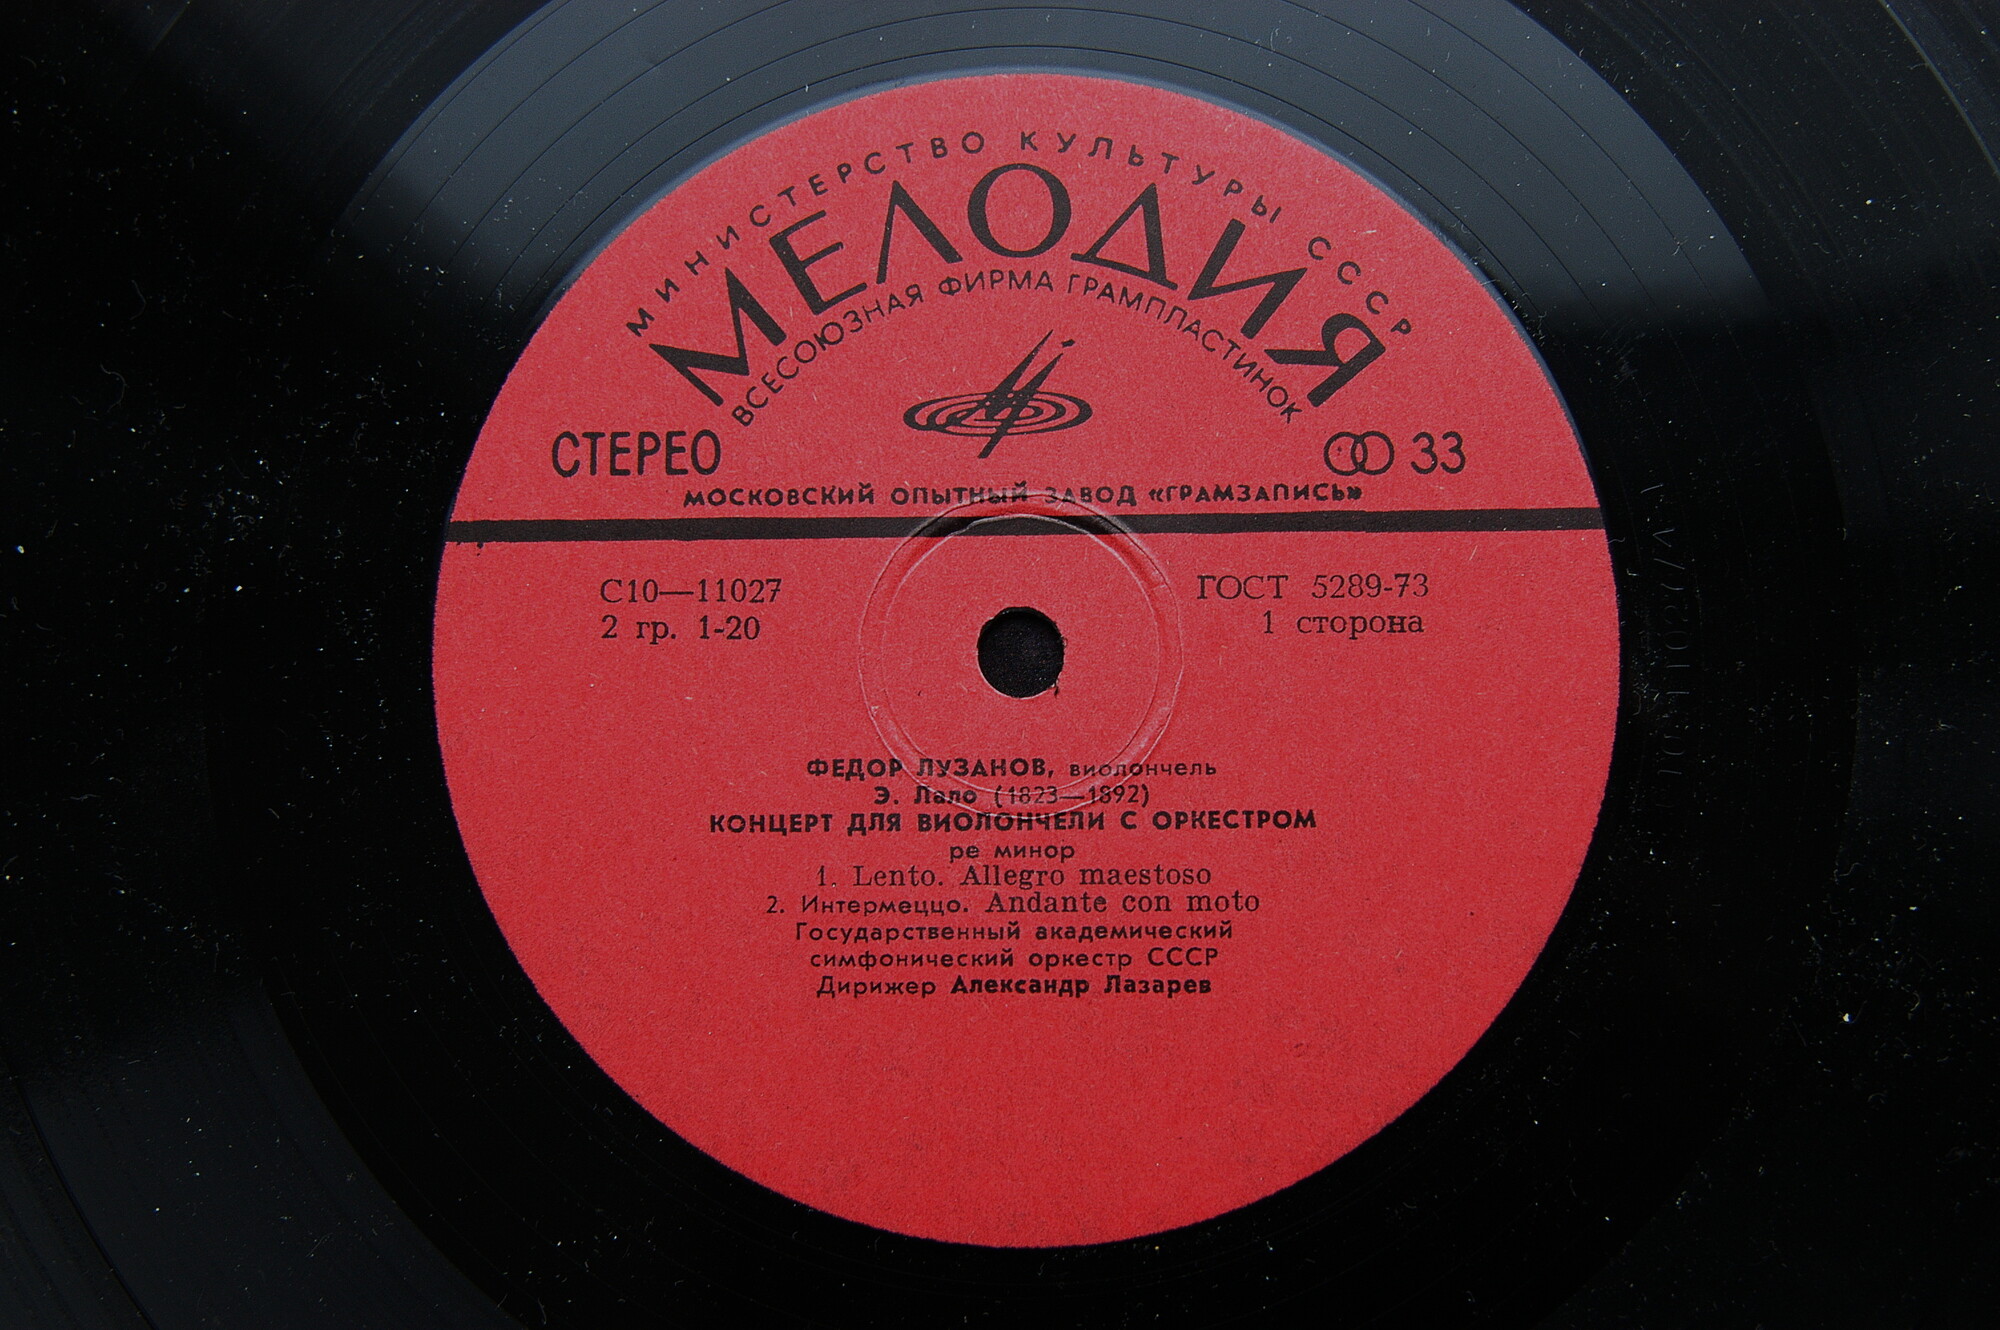 МИНИСТЕРСТВО КУЛЬТУРЫ СССР
МЕЛОДИЯ
ВСЕСОЮЗНАЯ ФИРМА ГРАМПЛАСТИНОК
СТЕРЕО
33
МОСКОВСКИЙ ОПЫТНЫЙ ЗАВОД «ГРАМЗАПИСЬ»
С10—11027
ГОСТ 5289-73
2 гр. 1-20
1 сторона
ФЕДОР ЛУЗАНОВ, виолончель
Э. Лало (1823—1892)
КОНЦЕРТ ДЛЯ ВИОЛОНЧЕЛИ С ОРКЕСТРОМ
ре минор
1. Lento. Allegro maestoso
2. Интермеццо. Andante con moto
Государственный академический
симфонический оркестр СССР
Дирижер Александр Лазарев